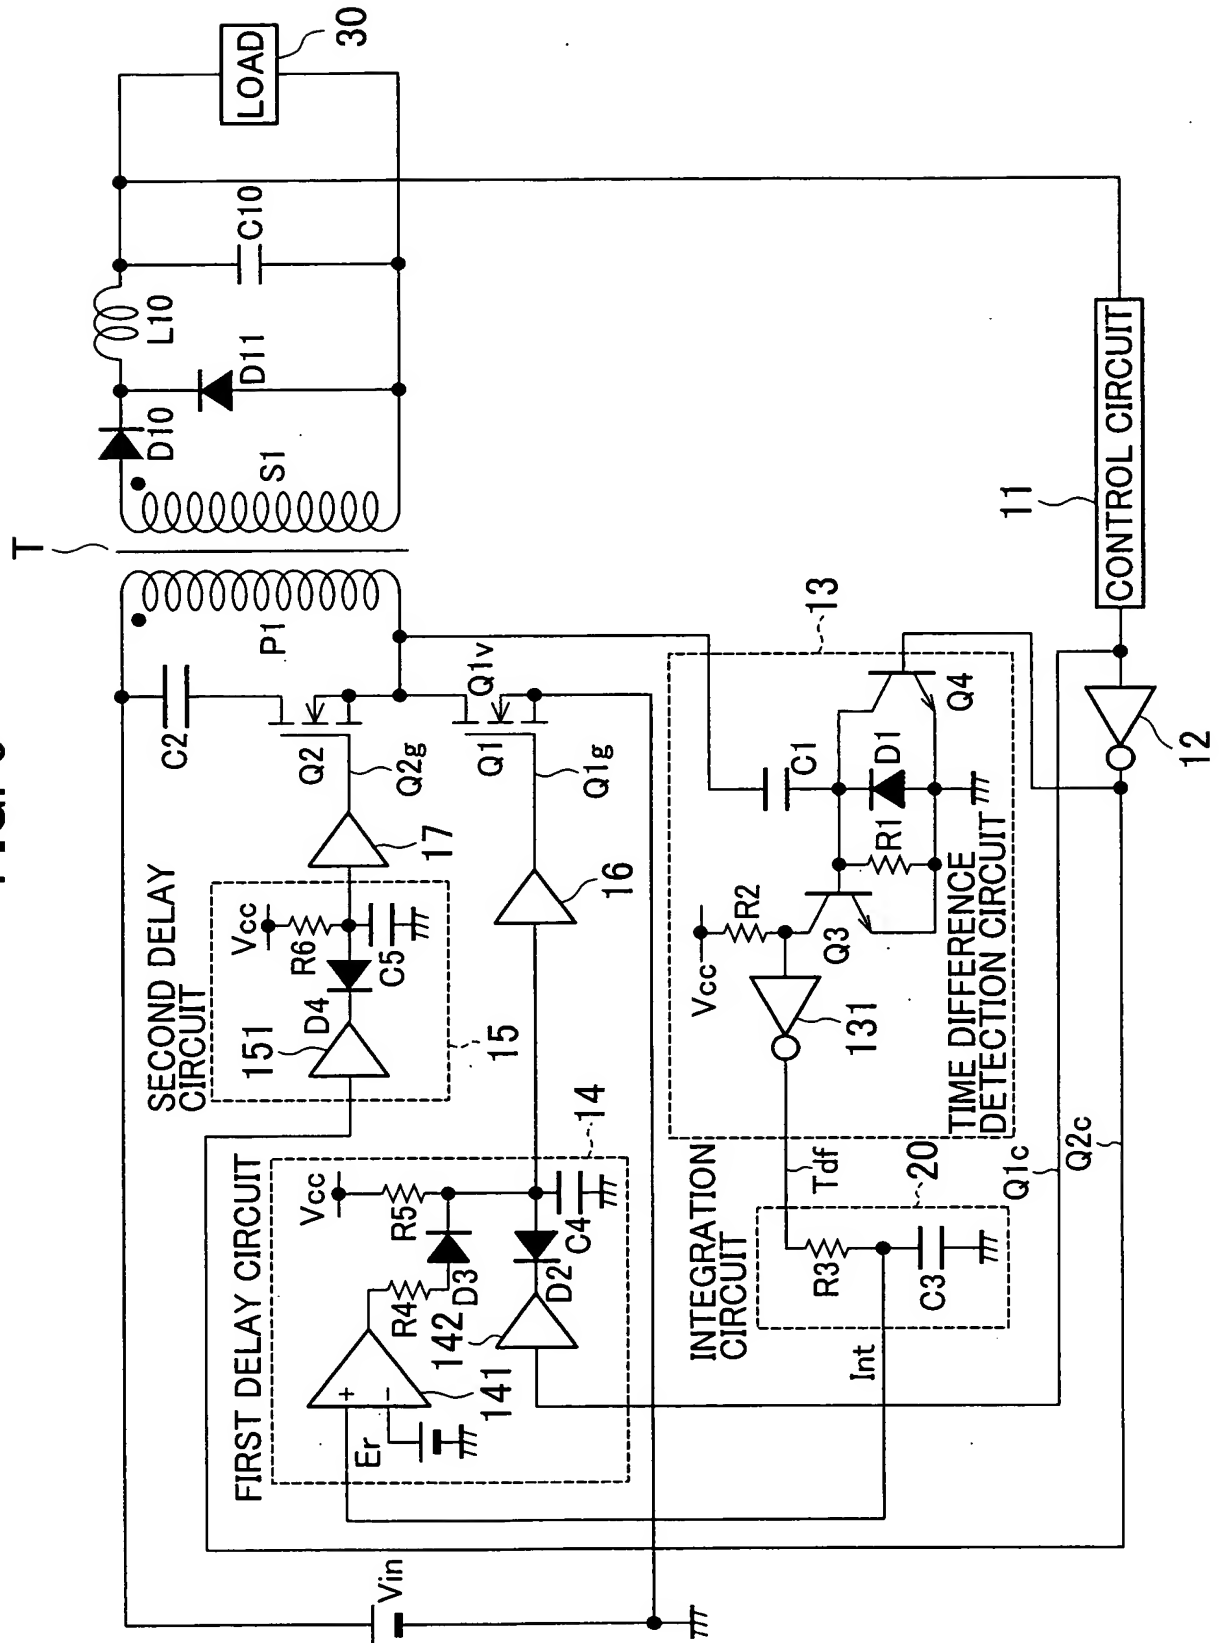 FIRST DELAY CIRCUIT
SECOND DELAY
CIRCUIT
T
Vin
Er
+
−
141
142
R4
D3
R5
Vcc
D2
C4
14
151
D4
R6
Vcc
C5
15
17
16
C2
Q2
Q2g
Q1
Q1g
Q1v
P1
S1
D10
D11
L10
C10
LOAD
30
INTEGRATION
CIRCUIT
Int
R3
C3
20
Tdf
131
Vcc
R2
Q3
R1
D1
C1
Q4
13
TIME DIFFERENCE
DETECTION CIRCUIT
Q1c
Q2c
12
11
CONTROL CIRCUIT